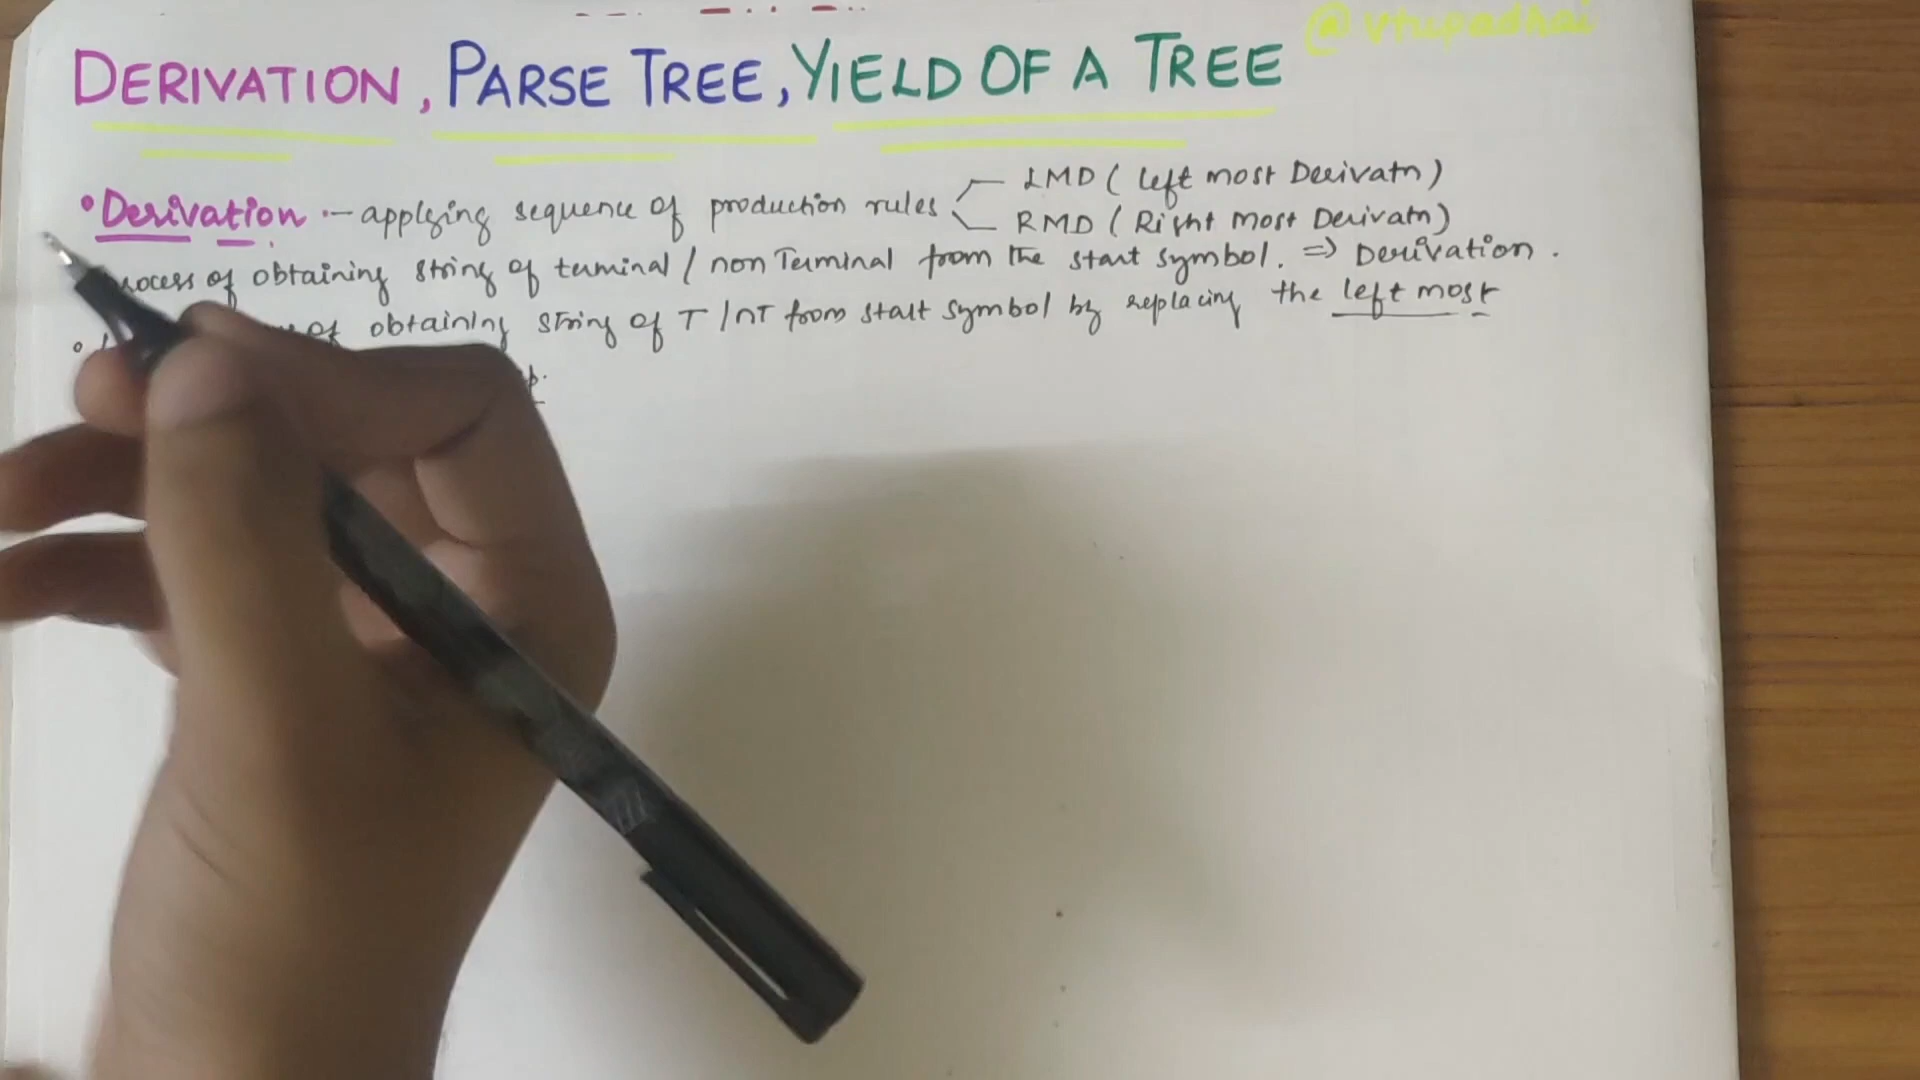 @vtupadhai
DERIVATION, PARSE TREE, YIELD OF A TREE
• Derivation :- applying sequence of production rules
LMD ( left most Derivatn )
RMD ( Right most Derivatn )
of obtaining string of terminal / non Terminal from the start symbol. => Derivation .
of obtaining string of T / NT from start symbol by replacing the left most